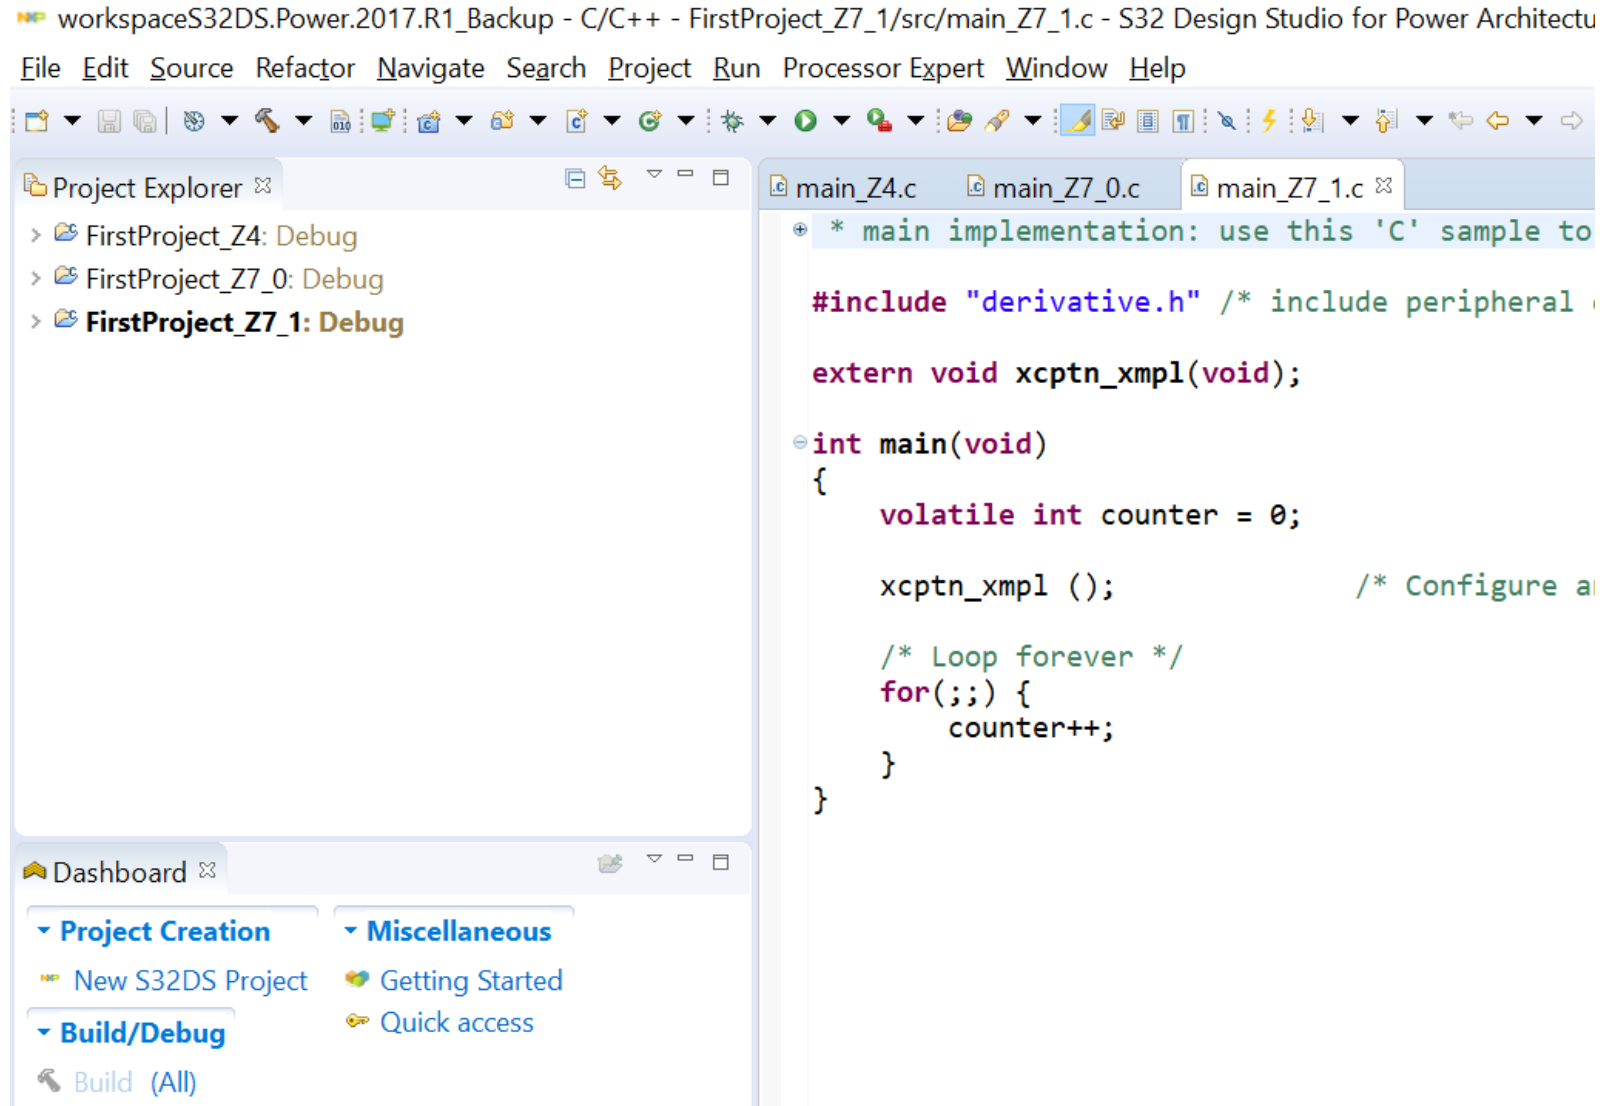 workspaceS32DS.Power.2017.R1_Backup - C/C++ - FirstProject_Z7_1/src/main_Z7_1.c - S32 Design Studio for Power
File Edit Source Refactor Navigate Search Project Run Processor Expert Window Help
Project Explorer
FirstProject_Z4: Debug
FirstProject_Z7_0: Debug
FirstProject_Z7_1: Debug
main_Z4.c main_Z7_0.c main_Z7_1.c
* main implementation: use this 'C' sample to
#include "derivative.h" /* include peripheral
extern void xcptn_xmpl(void);
int main(void)
{
volatile int counter = 0;
xcptn_xmpl (); /* Configure
/* Loop forever */
for(;;) {
counter++;
}
}
Dashboard
Project Creation
New S32DS Project
Build/Debug
Build (All)
Miscellaneous
Getting Started
Quick access